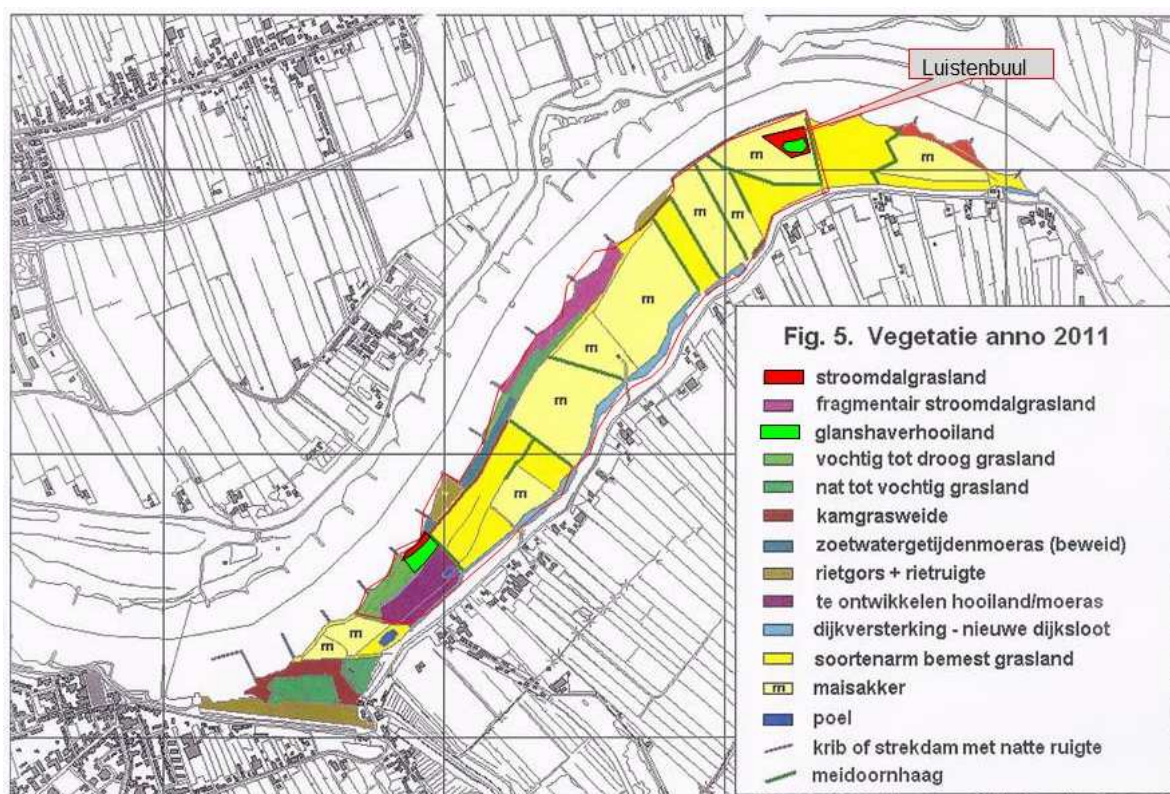 Luistenbuul
m
m
m
m
m
m
m
m
m
m
m
Fig. 5. Vegetatie anno 2011
stroomdalgrasland
fragmentair stroomdalgrasland
glanshaverhooiland
vochtig tot droog grasland
nat tot vochtig grasland
kamgrasweide
zoetwatergetijdenmoeras (beweid)
rietgors + rietruigte
te ontwikkelen hooiland/moeras
dijkversterking - nieuwe dijksloot
soortenarm bemest grasland
m maisakker
poel
krib of strekdam met natte ruigte
meidoornhaag